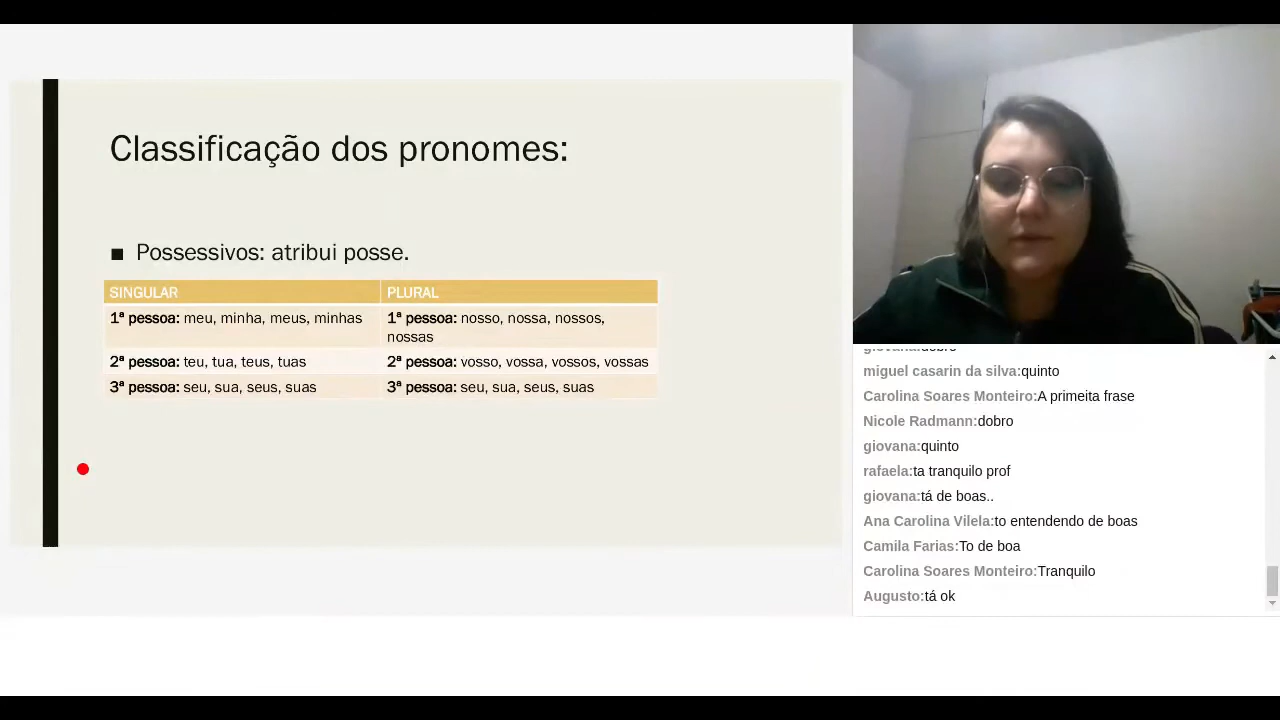 Classificação dos pronomes:
■ Possessivos: atribui posse.
SINGULAR PLURAL
1ª pessoa: meu, minha, meus, minhas 1ª pessoa: nosso, nossa, nossos,
nossas
2ª pessoa: teu, tua, teus, tuas 2ª pessoa: vosso, vossa, vossos, vossas
3ª pessoa: seu, sua, seus, suas 3ª pessoa: seu, sua, seus, suas
giovana:dobro
miguel casarin da silva:quinto
Carolina Soares Monteiro:A primeita frase
Nicole Radmann:dobro
giovana:quinto
rafaela:ta tranquilo prof
giovana:tá de boas..
Ana Carolina Vilela:to entendendo de boas
Camila Farias:To de boa
Carolina Soares Monteiro:Tranquilo
Augusto:tá ok